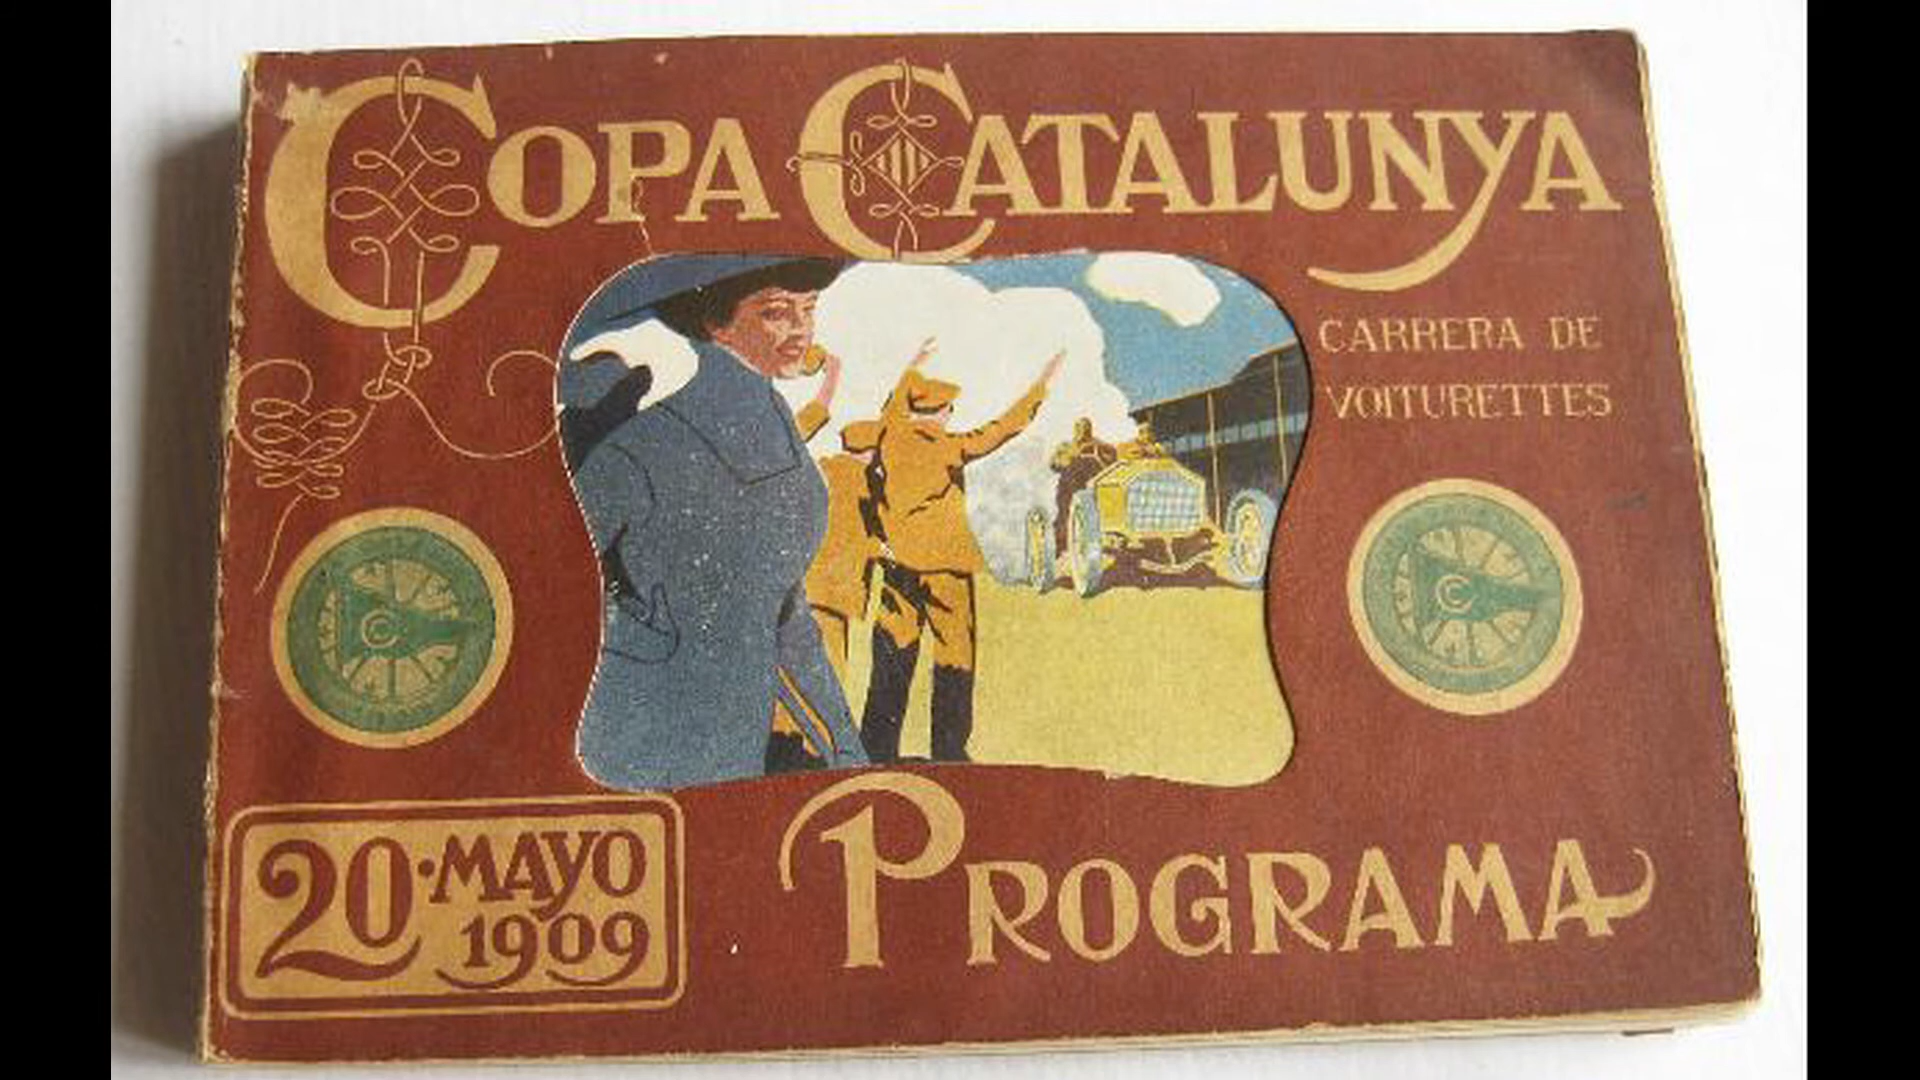 COPA CATALUNYA
CARRERA DE
VOITURETTES
C
C
20·MAYO
1909
PROGRAMA